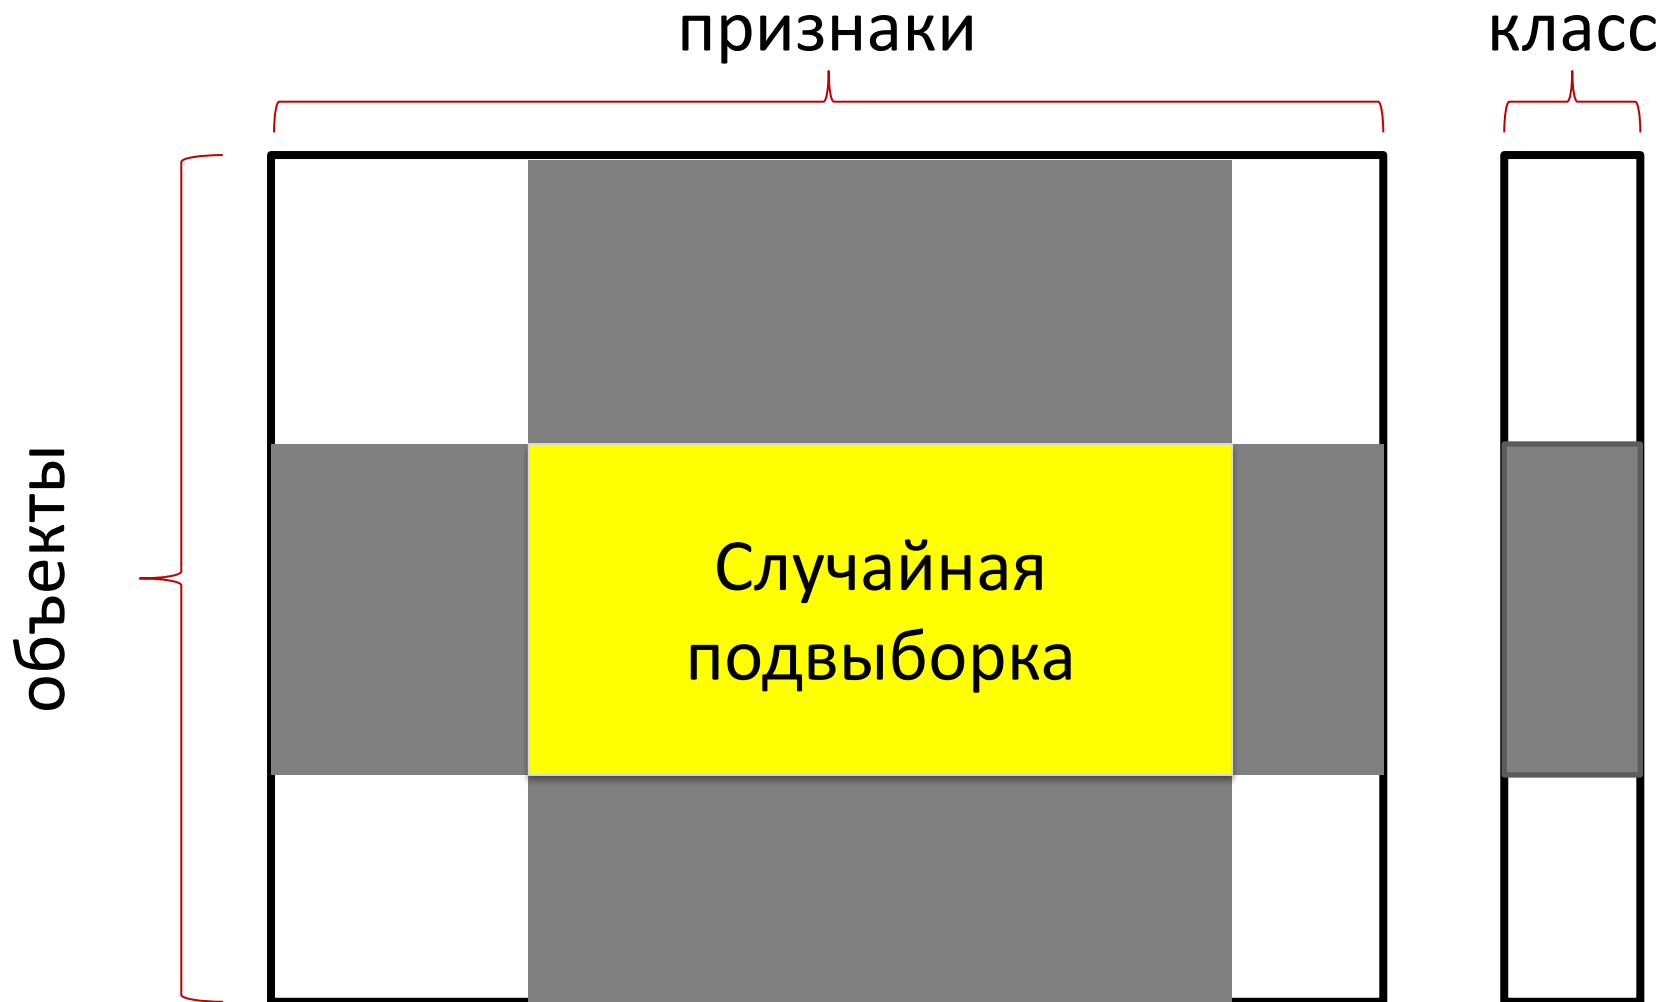 признаки
класс
объекты
Случайная
подвыборка